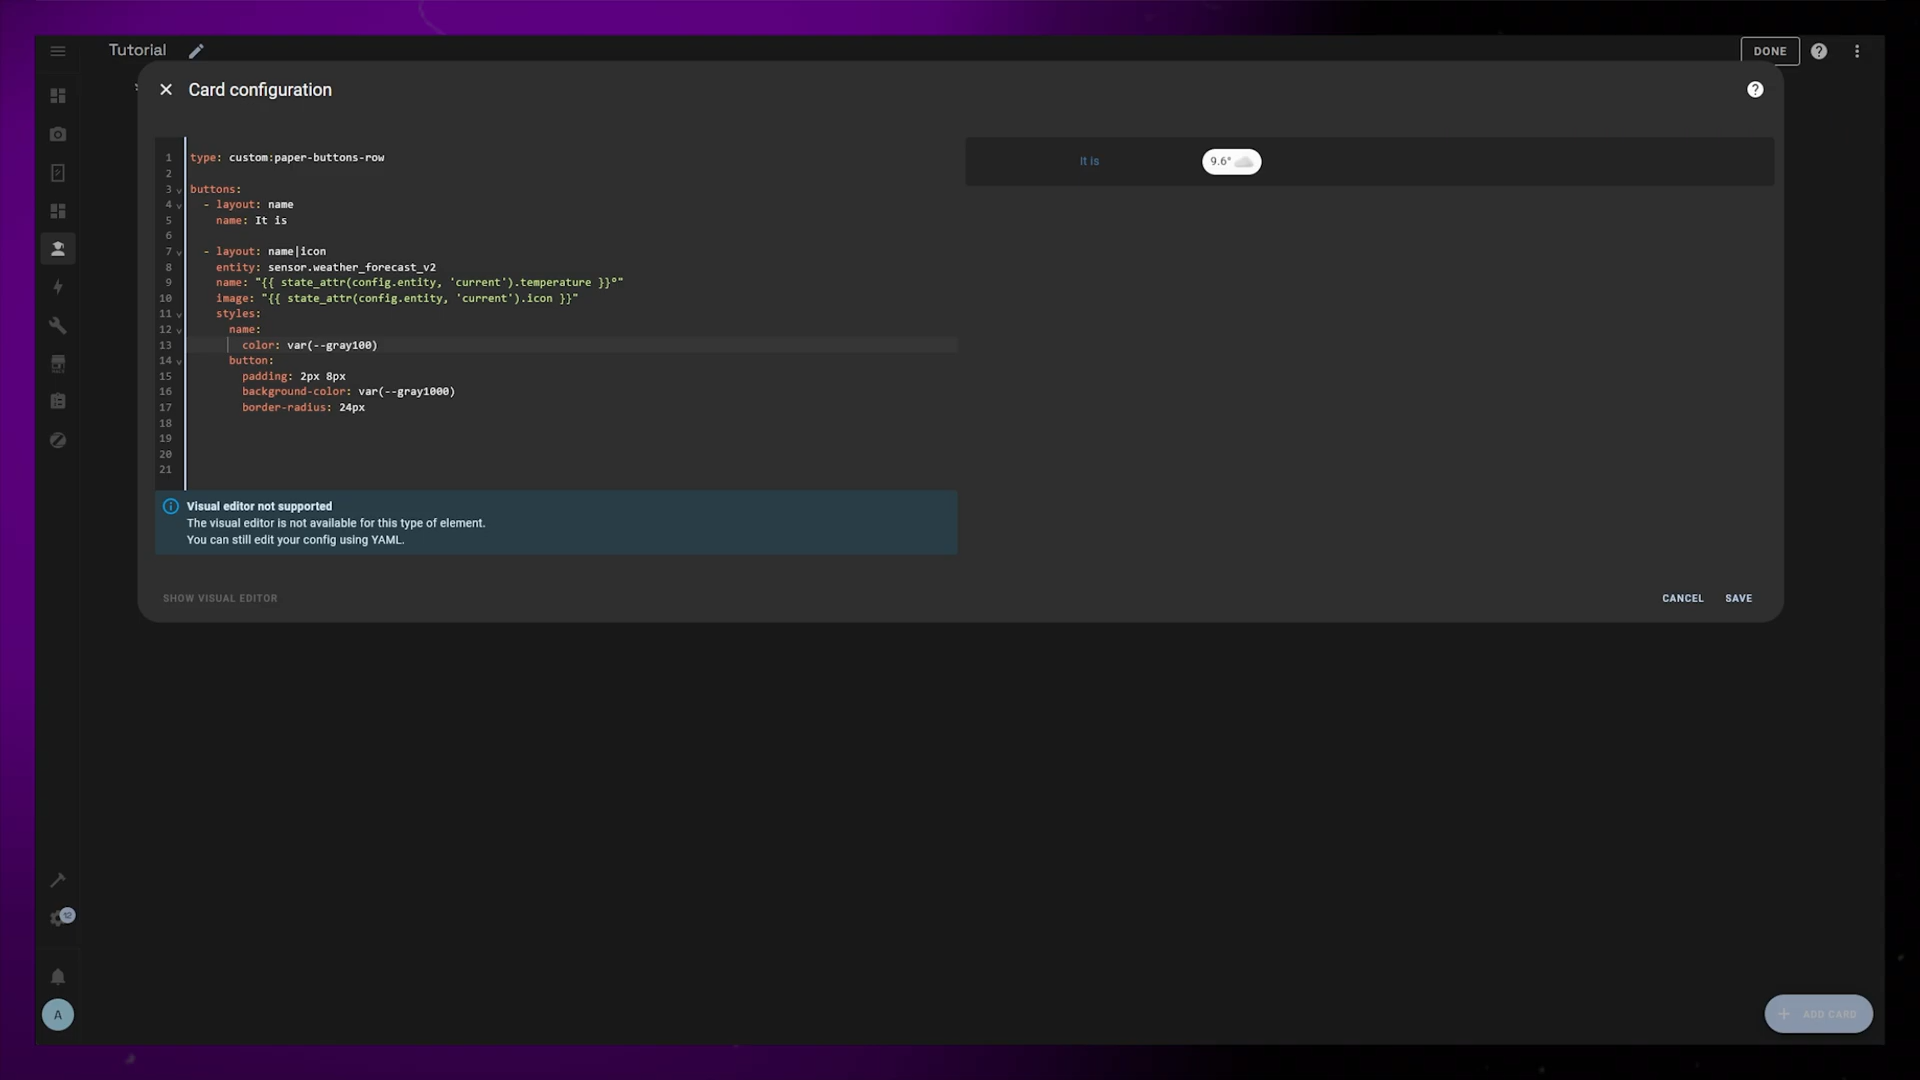 Tutorial
DONE
Card configuration
1 type: custom:paper-buttons-row
2
3 buttons:
4 - layout: name
5 name: It is
6
7 - layout: name|icon
8 entity: sensor.weather_forecast_v2
9 name: "{{ state_attr(config.entity, 'current').temperature }}°"
10 image: "{{ state_attr(config.entity, 'current').icon }}"
11 styles:
12 name:
13 color: var(--gray100)
14 button:
15 padding: 2px 8px
16 background-color: var(--gray1000)
17 border-radius: 24px
18
19
20
21
It is
9.6°
Visual editor not supported
The visual editor is not available for this type of element.
You can still edit your config using YAML.
SHOW VISUAL EDITOR
CANCEL
SAVE
12
A
+ ADD CARD